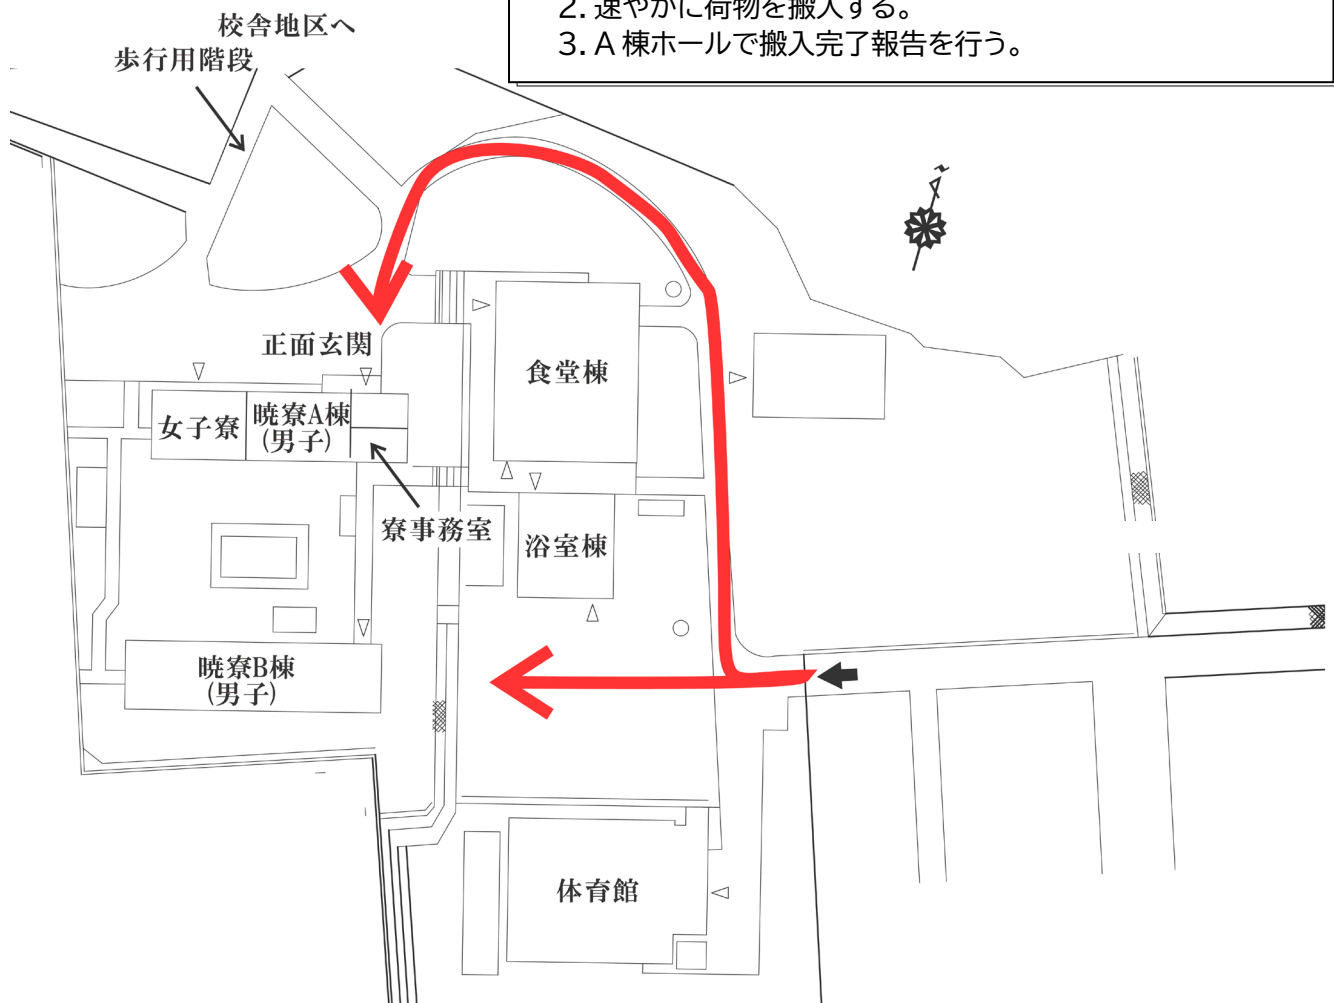 2. 速やかに荷物を搬入する。
3. A 棟ホールで搬入完了報告を行う。
校舎地区へ
歩行用階段
N
正面玄関
食堂棟
女子寮
暁寮A棟
(男子)
寮事務室
浴室棟
暁寮B棟
(男子)
体育館